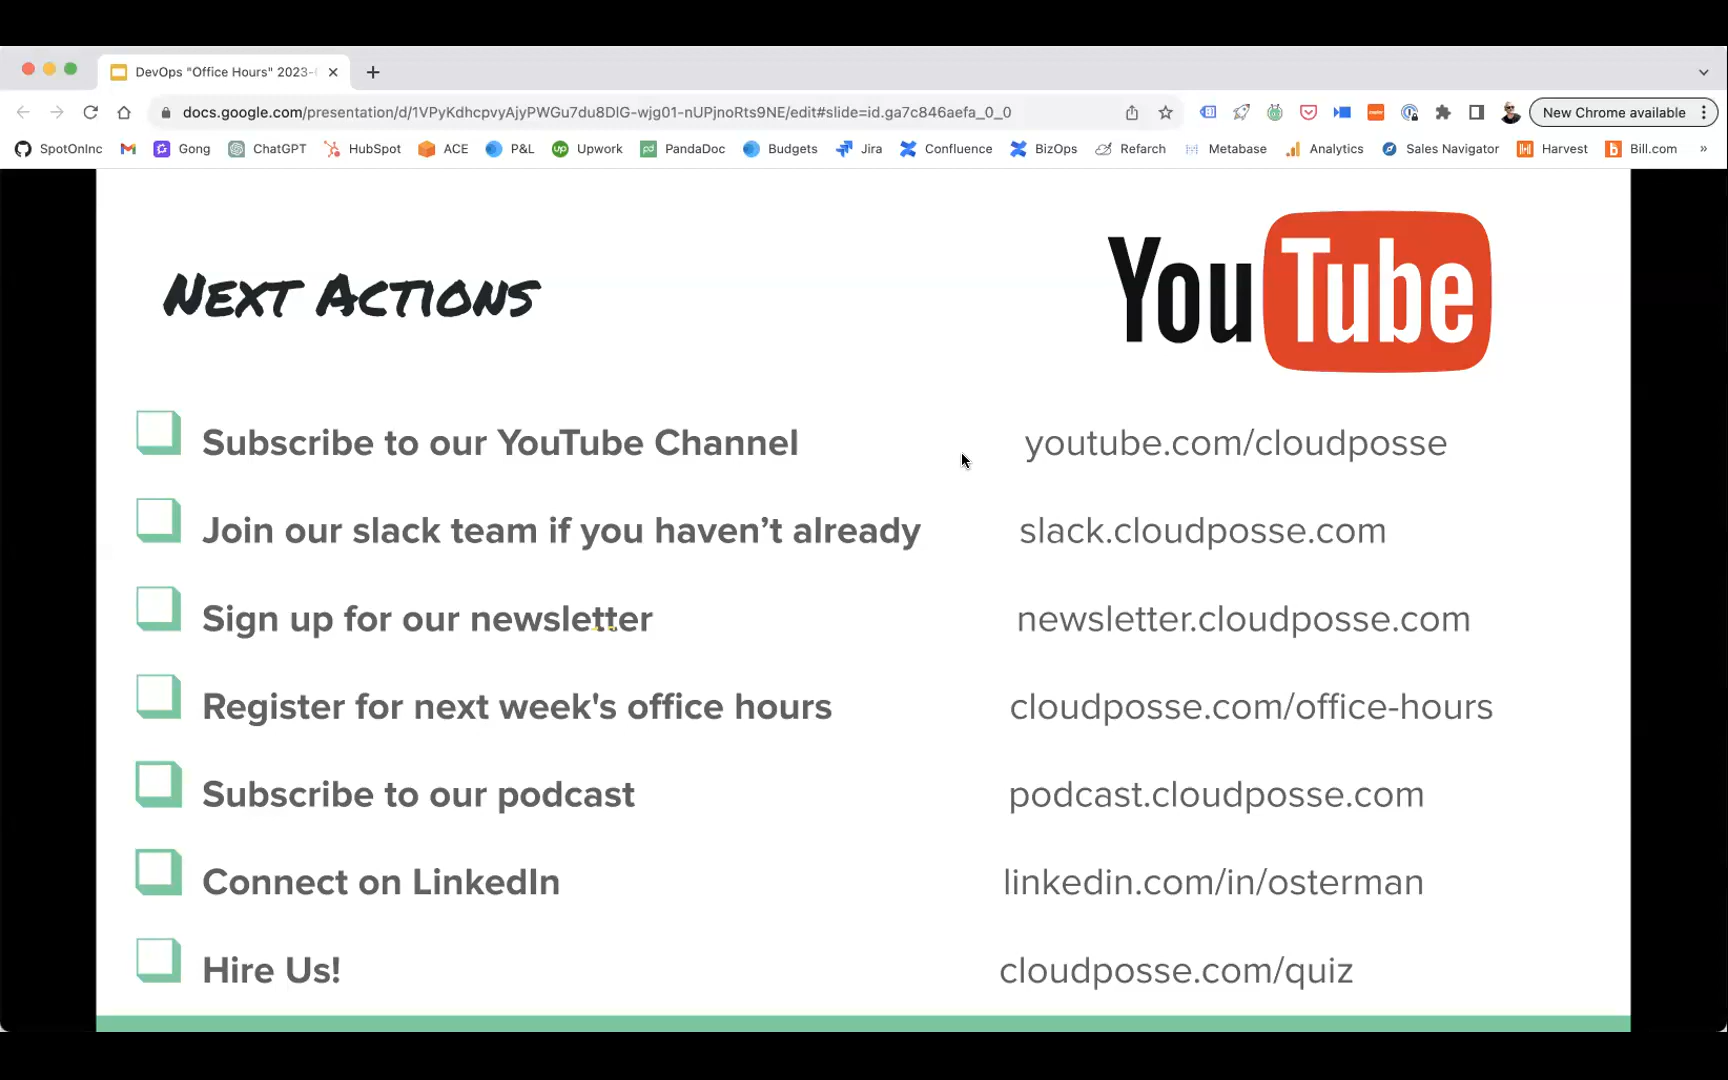 DevOps "Office Hours" 2023-
docs.google.com/presentation/d/1VPyKdhcpvyAjyPWGu7du8DlG-wjg01-nUPjnoRts9NE/edit#slide=id.ga7c846aefa_0_0
New Chrome available
SpotOnInc Gong ChatGPT HubSpot ACE P&L Upwork PandaDoc Budgets Jira Confluence BizOps Refarch Metabase Analytics Sales Navigator Harvest Bill.com »
Next Actions
YouTube
Subscribe to our YouTube Channel youtube.com/cloudposse
Join our slack team if you haven’t already slack.cloudposse.com
Sign up for our newsletter newsletter.cloudposse.com
Register for next week's office hours cloudposse.com/office-hours
Subscribe to our podcast podcast.cloudposse.com
Connect on LinkedIn linkedin.com/in/osterman
Hire Us! cloudposse.com/quiz